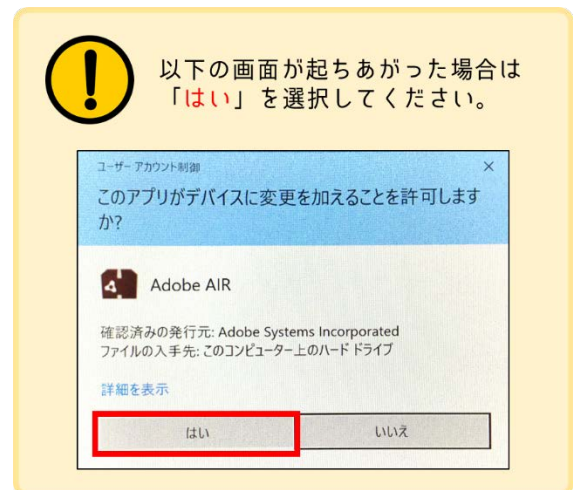 以下の画面が起ちあがった場合は
「はい」を選択してください。
ユーザー アカウント制御
×
このアプリがデバイスに変更を加えることを許可します
か?
Adobe AIR
確認済みの発行元: Adobe Systems Incorporated
ファイルの入手先: このコンピューター上のハード ドライブ
詳細を表示
はい
いいえ